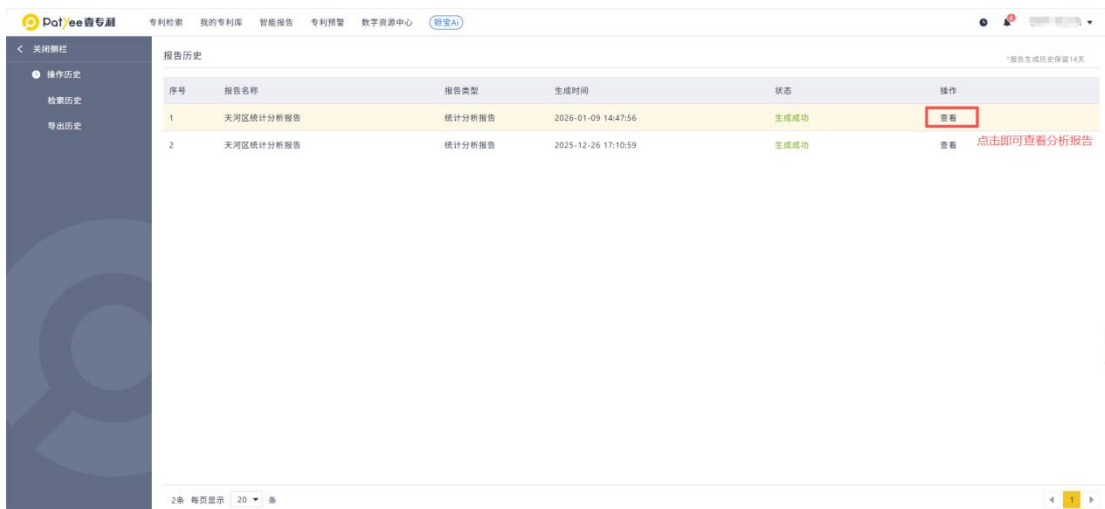 Patyee壹专利 专利检索 我的专利库 智能报告 专利预警 数字资源中心 银宝Ai 4
关闭侧栏
操作历史
检索历史
导出历史
报告历史 *报告生成历史保留14天
序号 报告名称 报告类型 生成时间 状态 操作
1 天河区统计分析报告 统计分析报告 2026-01-09 14:47:56 生成成功 查看
点击即可查看分析报告
2 天河区统计分析报告 统计分析报告 2025-12-26 17:10:59 生成成功 查看
2条 每页显示 20 条 1